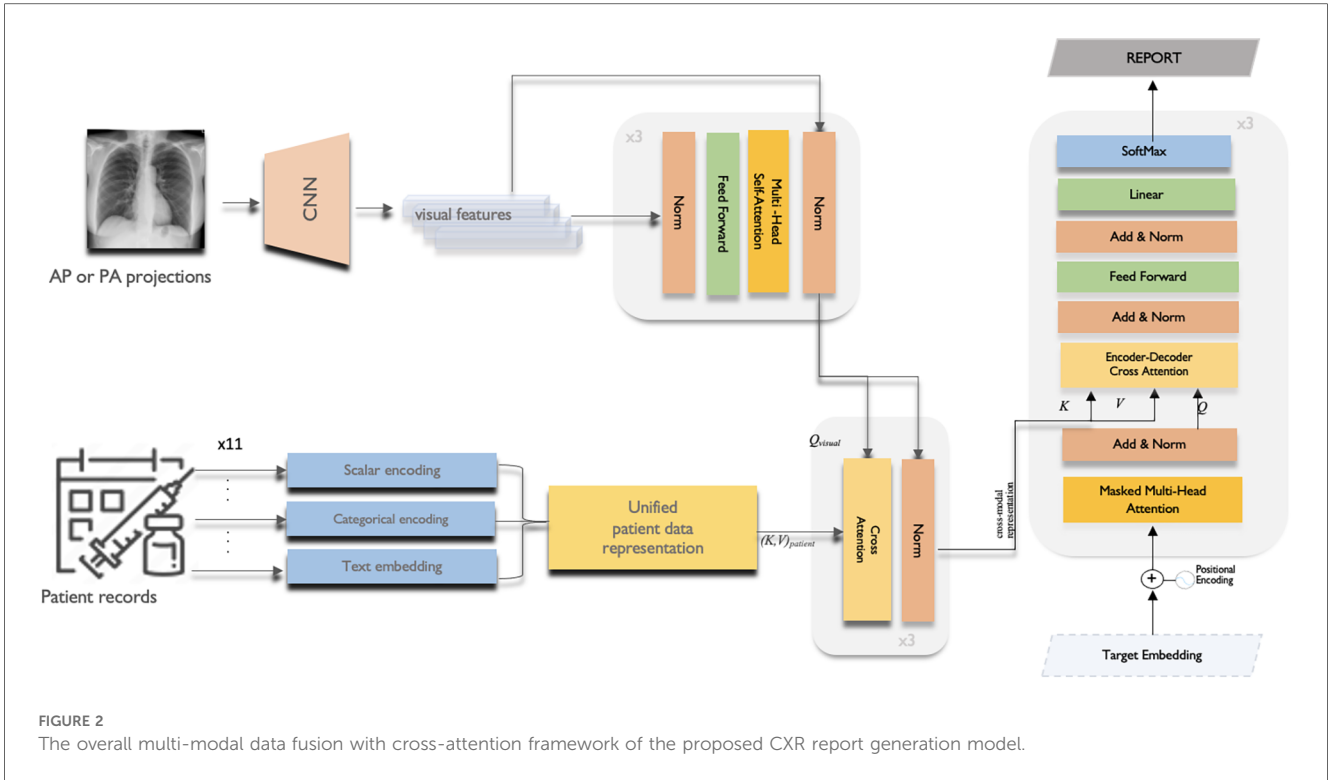 REPORT
x3
SoftMax
Linear
Add & Norm
Feed Forward
Add & Norm
Encoder-Decoder
Cross Attention
K
V
Q
Add & Norm
Masked Multi-Head
Attention
+
Positional
Encoding
Target Embedding
AP or PA projections
CNN
visual features
x3
Norm
Feed Forward
Multi -Head
Self-Attention
Norm
Patient records
x11
Scalar encoding
Categorical encoding
Text embedding
Unified
patient data
representation
(K,V)patient
Qvisual
Cross
Attention
Norm
x3
cross-modal
representation
FIGURE 2
The overall multi-modal data fusion with cross-attention framework of the proposed CXR report generation model.